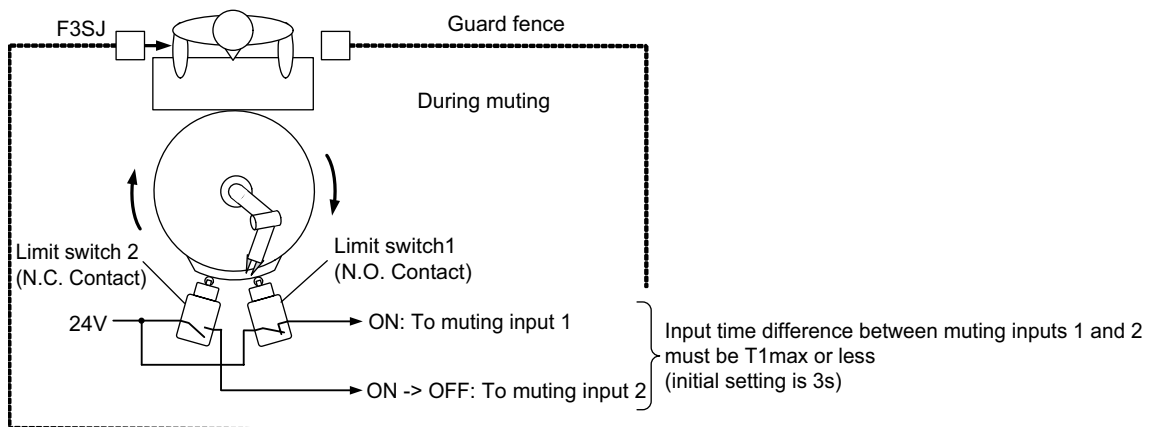 F3SJ
Guard fence
During muting
Limit switch 2
(N.C. Contact)
Limit switch1
(N.O. Contact)
24V
ON: To muting input 1
ON -> OFF: To muting input 2
Input time difference between muting inputs 1 and 2
must be T1max or less
(initial setting is 3s)